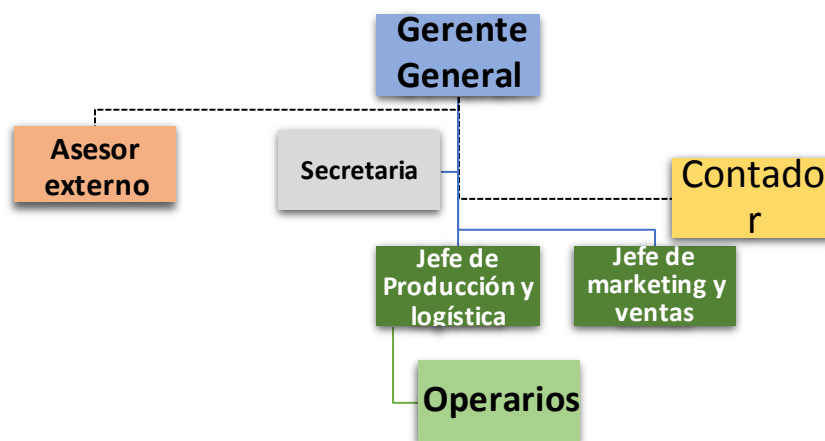 Gerente
General
Asesor
externo
Secretaria
Contado
r
Jefe de
Producción y
logística
Jefe de
marketing y
ventas
Operarios